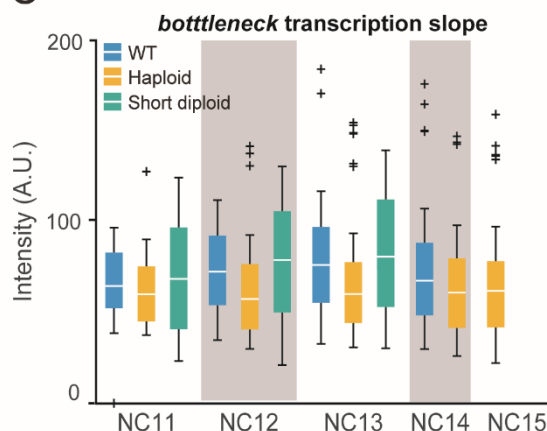 botttleneck transcription slope
200
WT
Haploid
Short diploid
100
Intensity (A.U.)
0
NC11 NC12 NC13 NC14 NC15